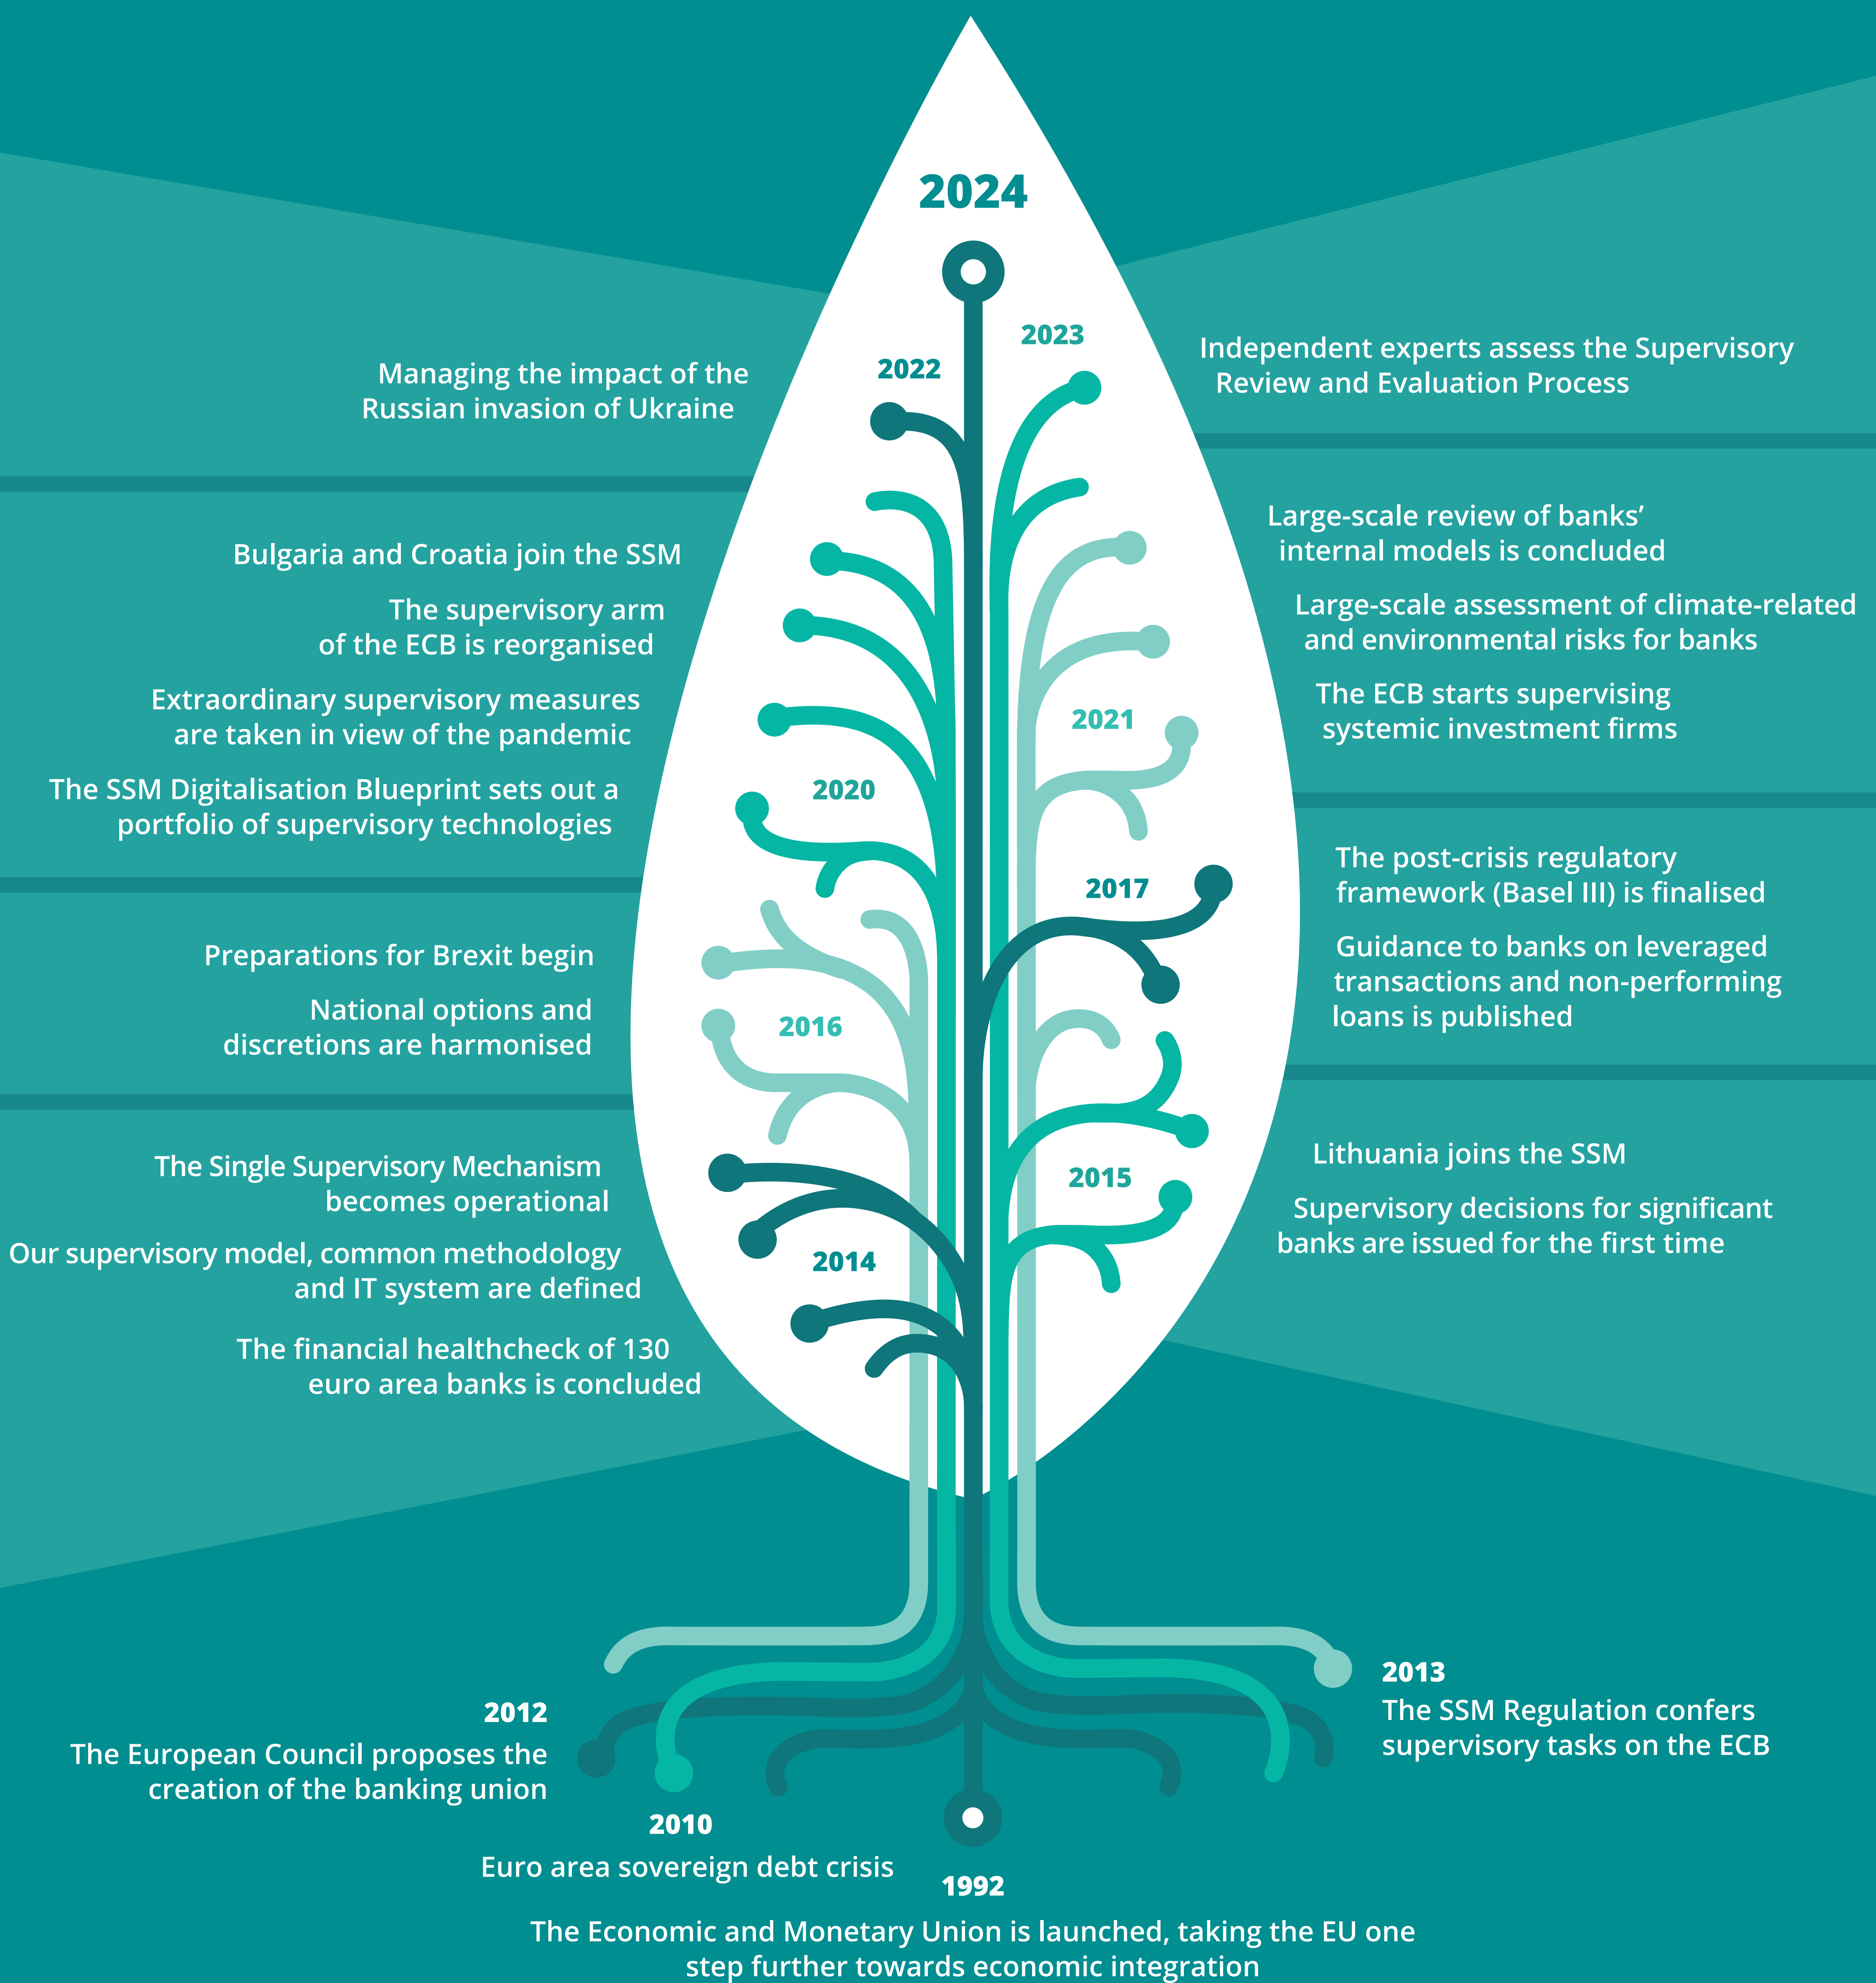 2024
2023
2022
Independent experts assess the Supervisory
Review and Evaluation Process
Managing the impact of the
Russian invasion of Ukraine
Large-scale review of banks’
internal models is concluded
Large-scale assessment of climate-related
and environmental risks for banks
The ECB starts supervising
systemic investment firms
2021
Bulgaria and Croatia join the SSM
The supervisory arm
of the ECB is reorganised
Extraordinary supervisory measures
are taken in view of the pandemic
The SSM Digitalisation Blueprint sets out a
portfolio of supervisory technologies
2020
2017
The post-crisis regulatory
framework (Basel III) is finalised
Guidance to banks on leveraged
transactions and non-performing
loans is published
Preparations for Brexit begin
National options and
discretions are harmonised
2016
2015
Lithuania joins the SSM
Supervisory decisions for significant
banks are issued for the first time
The Single Supervisory Mechanism
becomes operational
Our supervisory model, common methodology
and IT system are defined
The financial healthcheck of 130
euro area banks is concluded
2014
2013
The SSM Regulation confers
supervisory tasks on the ECB
2012
The European Council proposes the
creation of the banking union
2010
Euro area sovereign debt crisis
1992
The Economic and Monetary Union is launched, taking the EU one
step further towards economic integration